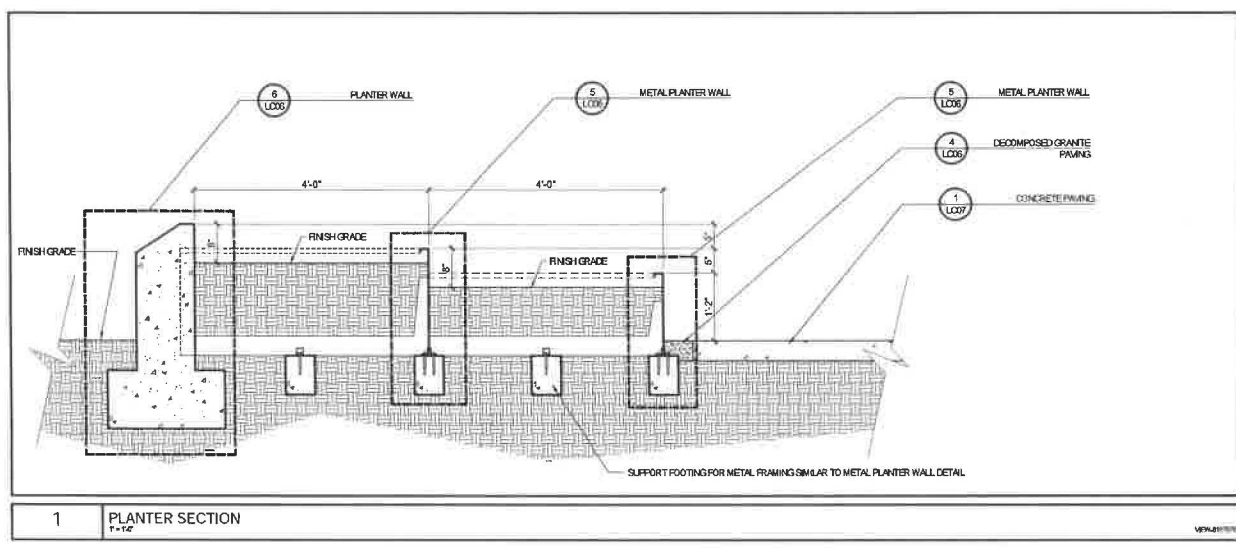 6
LC06
PLANTER WALL
5
LC06
METAL PLANTER WALL
5
LC06
METAL PLANTER WALL
4
LC06
DECOMPOSED GRANITE
PAVING
1
LC07
CONCRETE PAVING
4'-0"
4'-0"
FINISH GRADE
FINISH GRADE
FINISH GRADE
8"
6"
1'-2"
SUPPORT FOOTING FOR METAL FRAMING SIMILAR TO METAL PLANTER WALL DETAIL
1
PLANTER SECTION